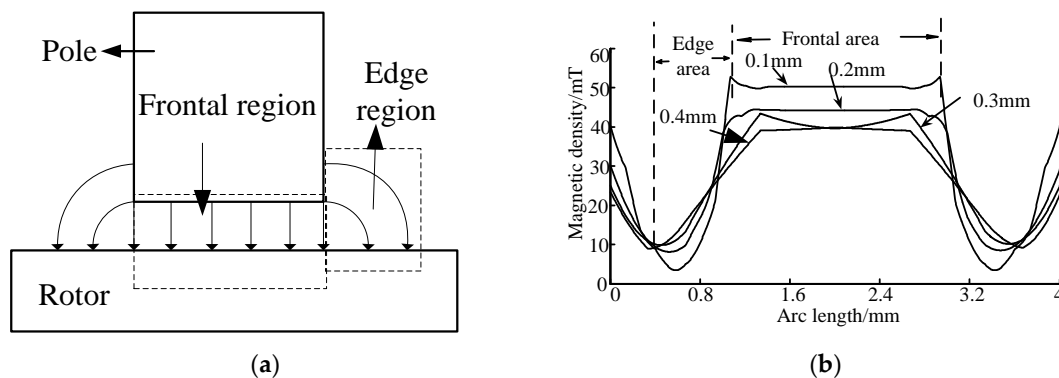 Pole
Frontal region
Edge
region
Rotor
(a)
Magnetic density/mT
60
50
40
30
20
10
0
Edge
area
Frontal area
0.1mm
0.2mm
0.3mm
0.4mm
0
0.8
1.6
2.4
3.2
4
Arc length/mm
(b)